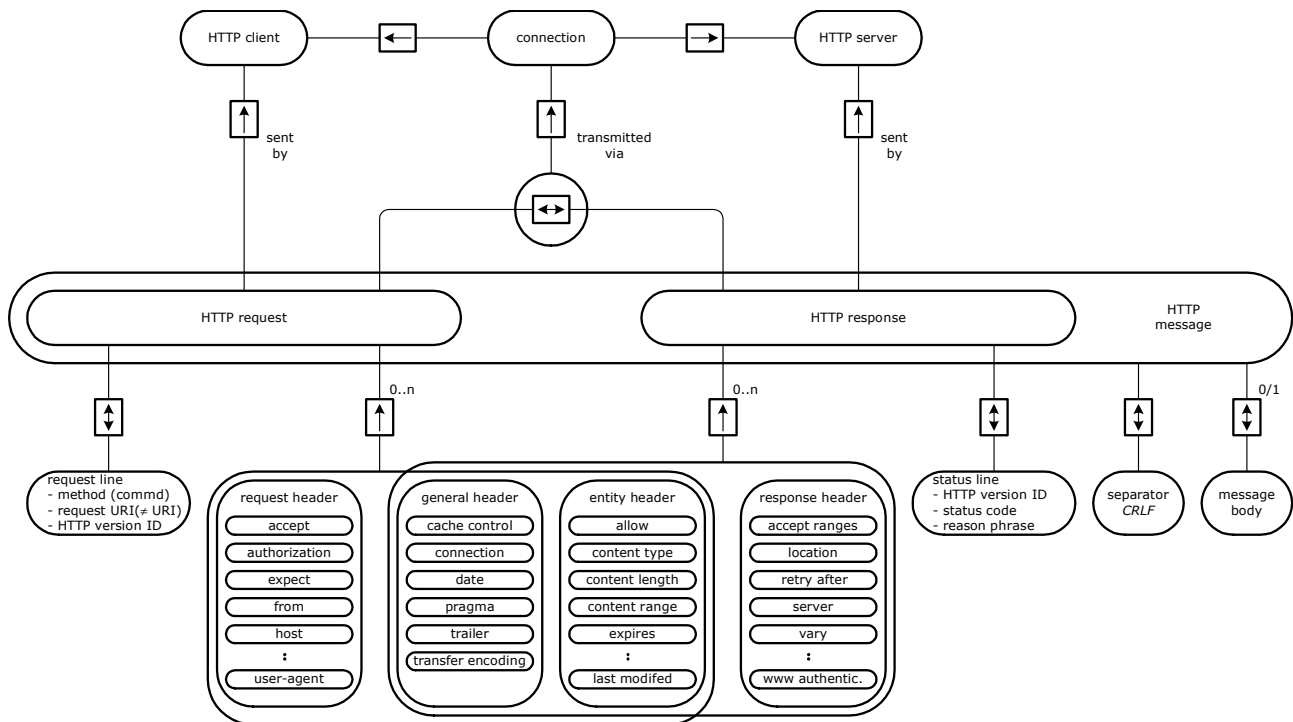 HTTP client
connection
HTTP server
sent
by
transmitted
via
sent
by
HTTP request
HTTP response
HTTP
message
0..n
0..n
0/1
request line
- method (commd)
- request URI(≠ URI)
- HTTP version ID
request header
accept
authorization
expect
from
host
:
user-agent
general header
cache control
connection
date
pragma
trailer
transfer encoding
entity header
allow
content type
content length
content range
expires
:
last modifed
response header
accept ranges
location
retry after
server
vary
:
www authentic.
status line
- HTTP version ID
- status code
- reason phrase
separator
CRLF
message
body